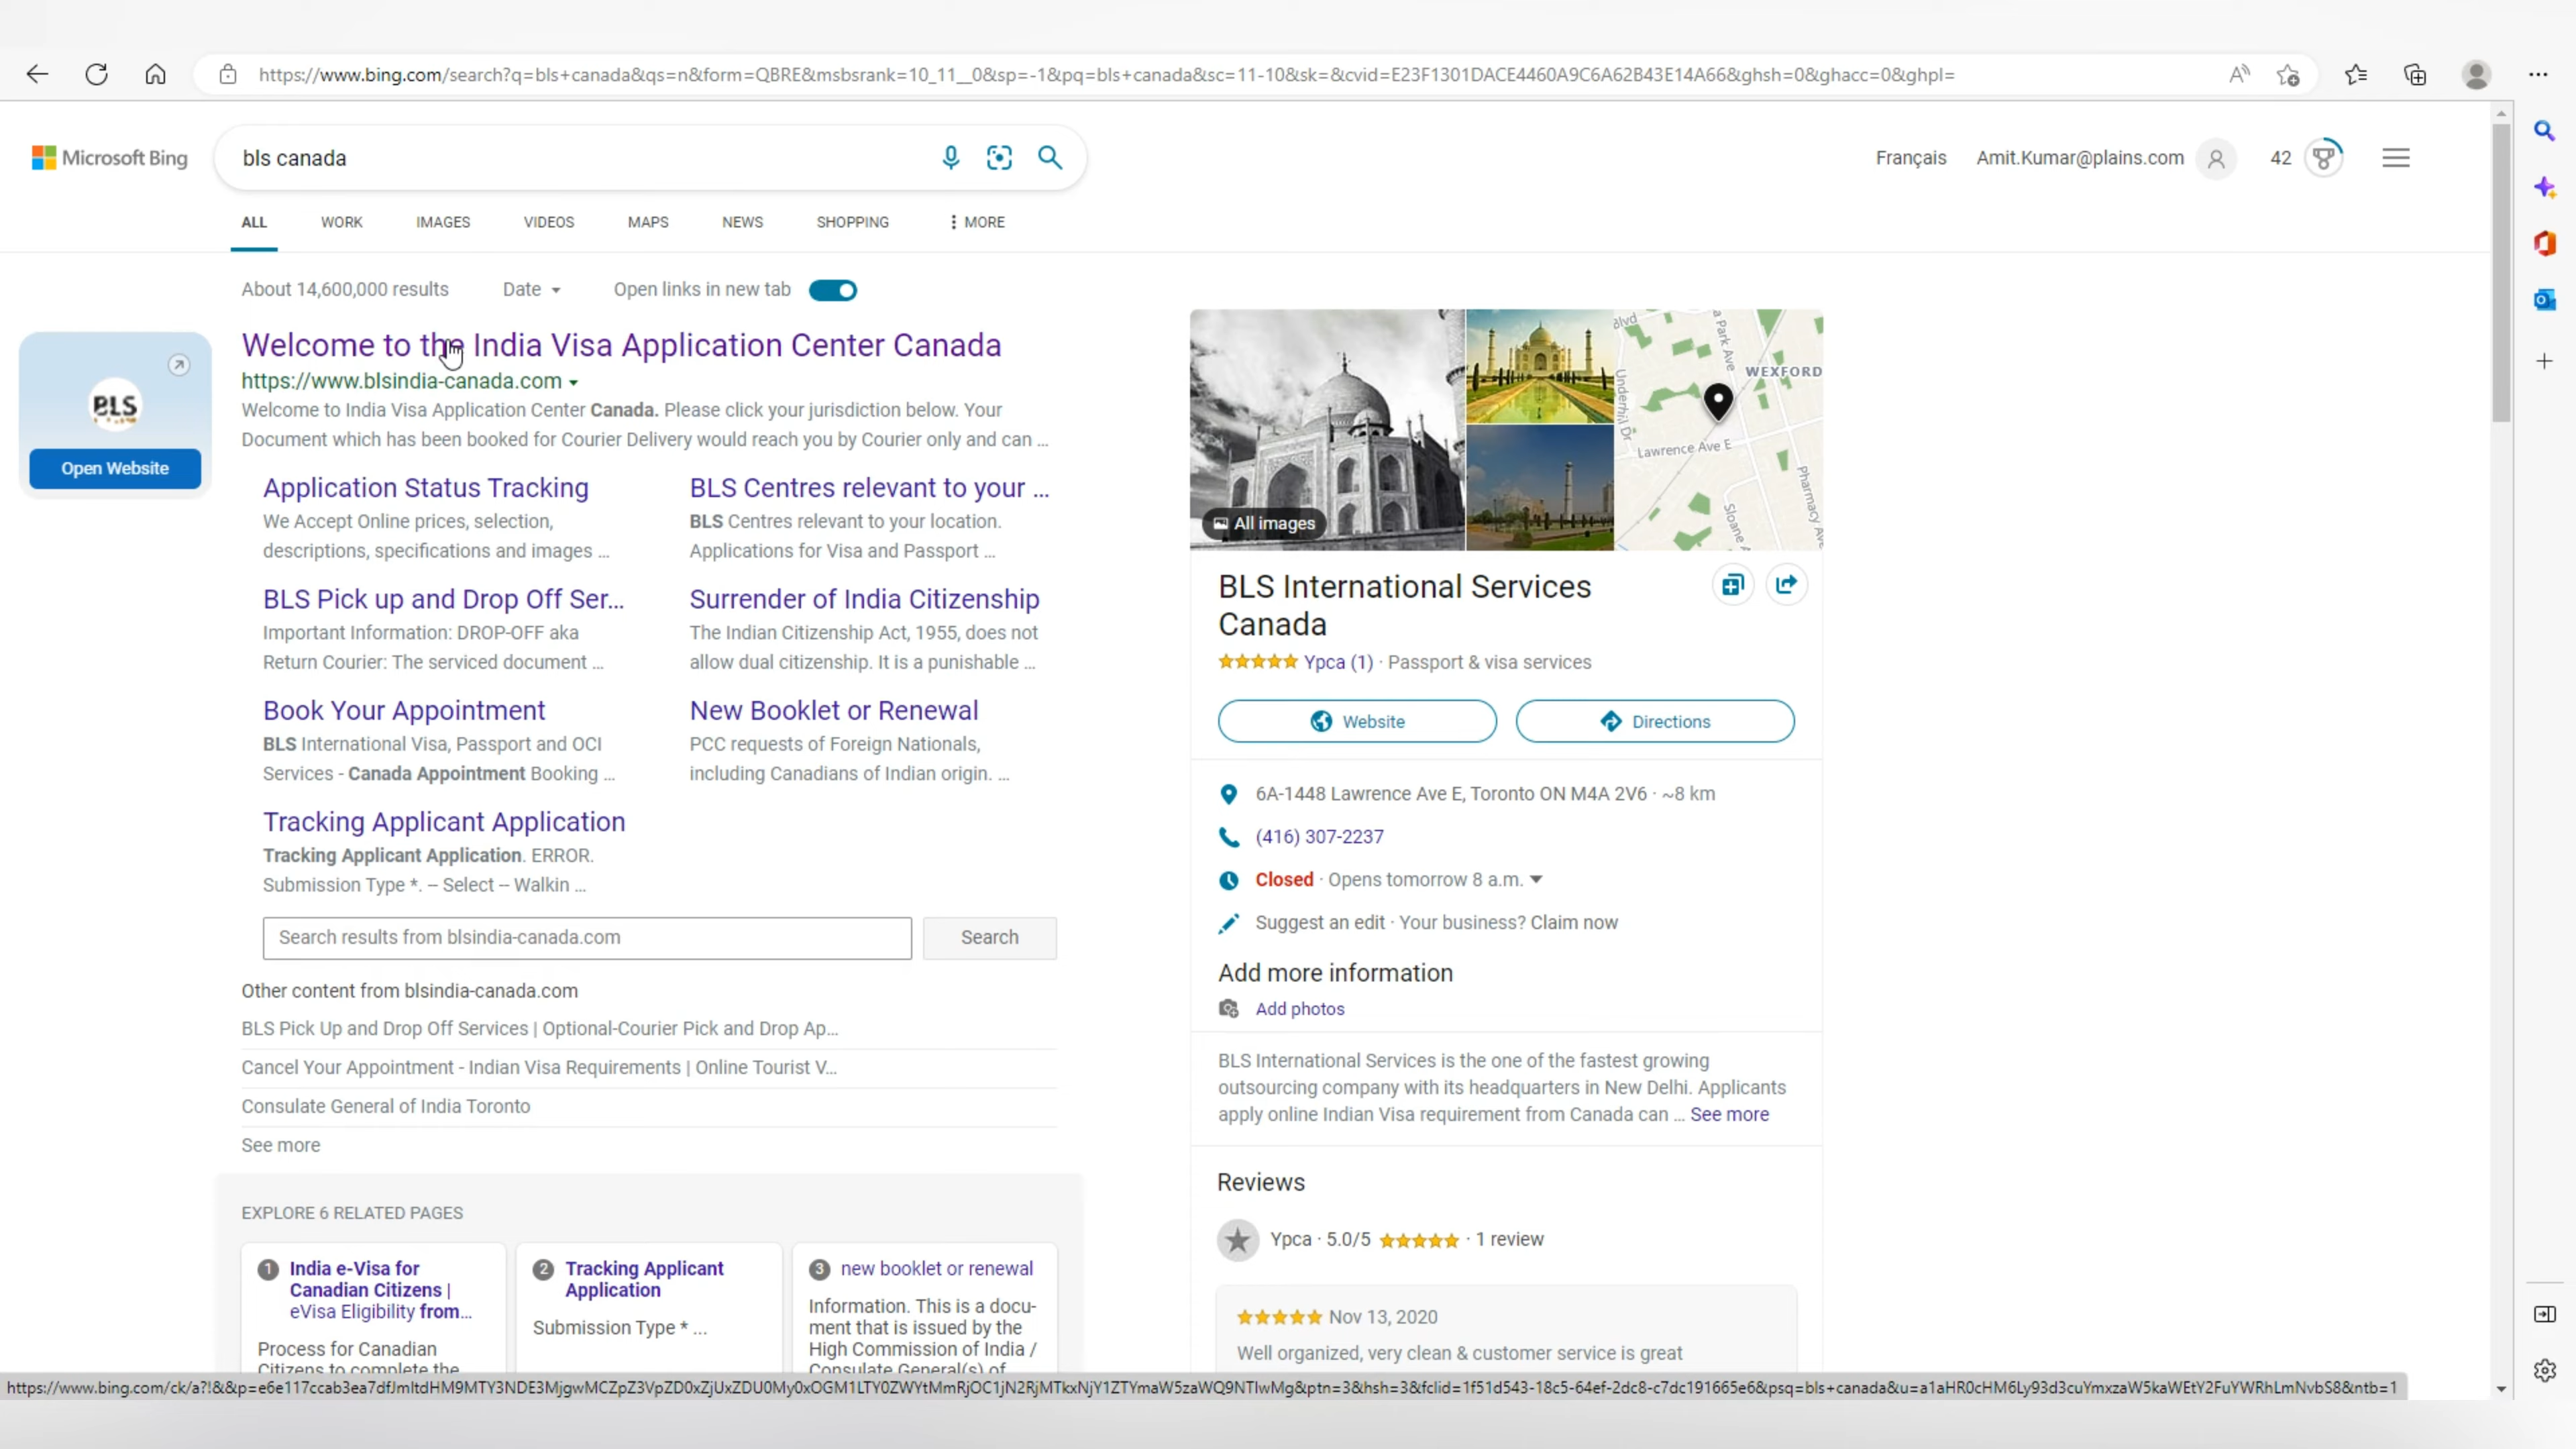 https://www.bing.com/search?q=bls+canada&qs=n&form=QBRE&msbsrank=10_11__0&sp=-1&pq=bls+canada&sc=11-10&sk=&cvid=E23F1301DACE4460A9C6A62B43E14A66&ghsh=0&ghacc=0&ghpl=
Microsoft Bing
bls canada
Français
Amit.Kumar@plains.com
42
ALL
WORK
IMAGES
VIDEOS
MAPS
NEWS
SHOPPING
MORE
About 14,600,000 results
Date
Open links in new tab
BLS
Open Website
Welcome to the India Visa Application Center Canada
https://www.blsindia-canada.com
Welcome to India Visa Application Center Canada. Please click your jurisdiction below. Your
Document which has been booked for Courier Delivery would reach you by Courier only and can ...
Application Status Tracking
We Accept Online prices, selection,
descriptions, specifications and images ...
BLS Centres relevant to your ...
BLS Centres relevant to your location.
Applications for Visa and Passport ...
BLS Pick up and Drop Off Ser...
Important Information: DROP-OFF aka
Return Courier: The serviced document ...
Surrender of India Citizenship
The Indian Citizenship Act, 1955, does not
allow dual citizenship. It is a punishable ...
Book Your Appointment
BLS International Visa, Passport and OCI
Services - Canada Appointment Booking ...
New Booklet or Renewal
PCC requests of Foreign Nationals,
including Canadians of Indian origin. ...
Tracking Applicant Application
Tracking Applicant Application. ERROR.
Submission Type *. -- Select -- Walkin ...
Search results from blsindia-canada.com
Search
Other content from blsindia-canada.com
BLS Pick Up and Drop Off Services | Optional-Courier Pick and Drop Ap...
Cancel Your Appointment - Indian Visa Requirements | Online Tourist V...
Consulate General of India Toronto
See more
EXPLORE 6 RELATED PAGES
1 India e-Visa for
Canadian Citizens |
eVisa Eligibility from...
Process for Canadian
Citizens to complete the
2 Tracking Applicant
Application
Submission Type * ...
3 new booklet or renewal
Information. This is a docu-
ment that is issued by the
High Commission of India /
Consulate General(s) of
All images
Blvd
a Park Ave
WEXFORD
Underhill Dr
Lawrence Ave E
Sloane A
Pharmacy Ave
BLS International Services
Canada
Ypca (1) · Passport & visa services
Website
Directions
6A-1448 Lawrence Ave E, Toronto ON M4A 2V6 · ~8 km
(416) 307-2237
Closed · Opens tomorrow 8 a.m.
Suggest an edit · Your business? Claim now
Add more information
Add photos
BLS International Services is the one of the fastest growing
outsourcing company with its headquarters in New Delhi. Applicants
apply online Indian Visa requirement from Canada can ... See more
Reviews
Ypca · 5.0/5 · 1 review
Nov 13, 2020
Well organized, very clean & customer service is great